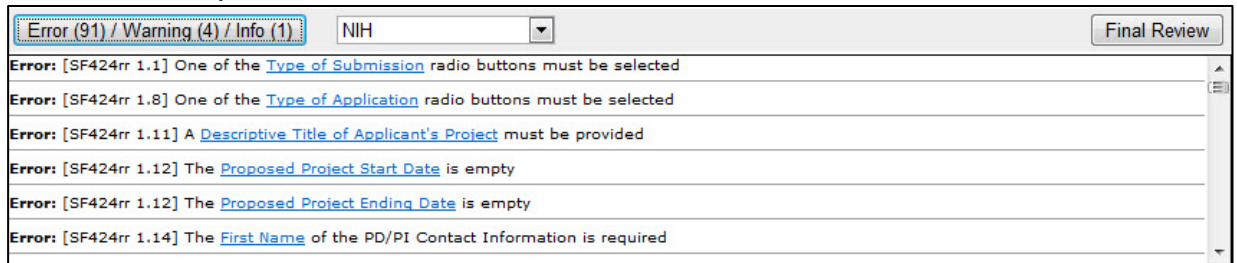 Error (91) / Warning (4) / Info (1) NIH Final Review
Error: [SF424rr 1.1] One of the Type of Submission radio buttons must be selected
Error: [SF424rr 1.8] One of the Type of Application radio buttons must be selected
Error: [SF424rr 1.11] A Descriptive Title of Applicant's Project must be provided
Error: [SF424rr 1.12] The Proposed Project Start Date is empty
Error: [SF424rr 1.12] The Proposed Project Ending Date is empty
Error: [SF424rr 1.14] The First Name of the PD/PI Contact Information is required